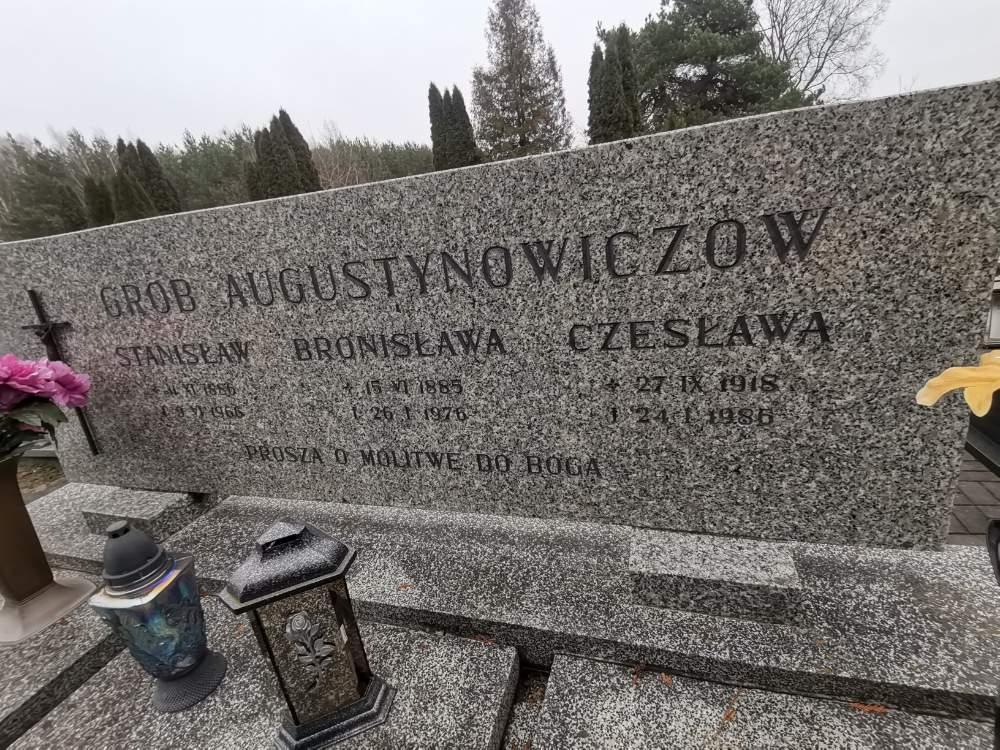 GRÓB AUGUSTYNOWICZÓW
STANISŁAW BRONISŁAWA CZESŁAWA
15 VI 1885 27 IX 1918
26 I 1976 24 I 1986
PROSZĄ O MODLITWĘ DO BOGA